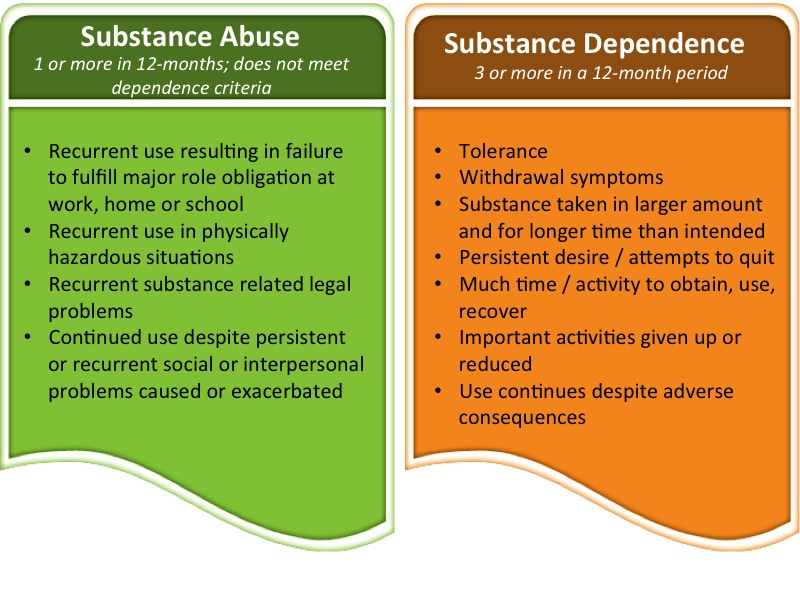 Substance Abuse
1 or more in 12-months; does not meet
dependence criteria
• Recurrent use resulting in failure
to fulfill major role obligation at
work, home or school
• Recurrent use in physically
hazardous situations
• Recurrent substance related legal
problems
• Continued use despite persistent
or recurrent social or interpersonal
problems caused or exacerbated
Substance Dependence
3 or more in a 12-month period
• Tolerance
• Withdrawal symptoms
• Substance taken in larger amount
and for longer time than intended
• Persistent desire / attempts to quit
• Much time / activity to obtain, use,
recover
• Important activities given up or
reduced
• Use continues despite adverse
consequences